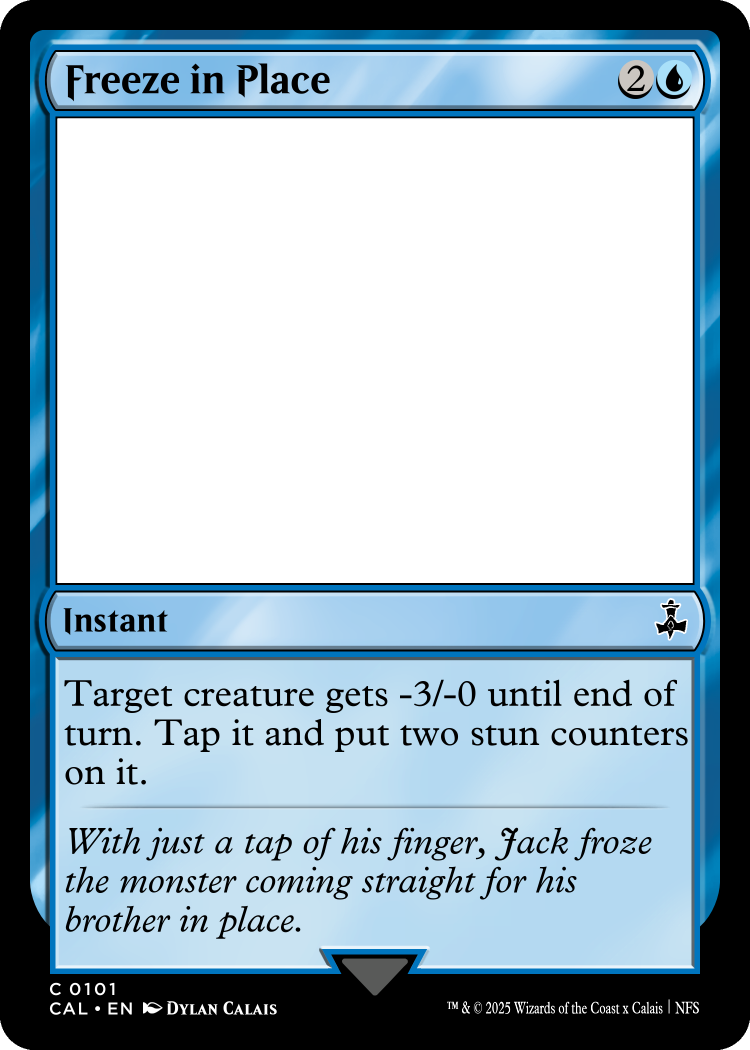 Freeze in Place 2
Instant
Target creature gets -3/-0 until end of
turn. Tap it and put two stun counters
on it.
With just a tap of his finger, Jack froze
the monster coming straight for his
brother in place.
C 0101
CAL • EN Dylan Calais
™ & © 2025 Wizards of the Coast x Calais | NFS